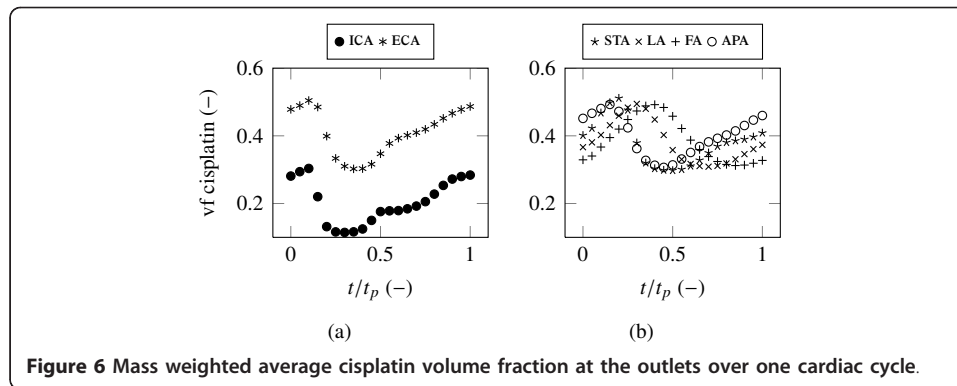 ICA ECA
STA LA FA APA
vf cisplatin (−)
0.6
0.4
0.2
0 0.5 1
t/tp (−)
(a)
0.6
0.4
0.2
0 0.5 1
t/tp (−)
(b)
Figure 6 Mass weighted average cisplatin volume fraction at the outlets over one cardiac cycle.